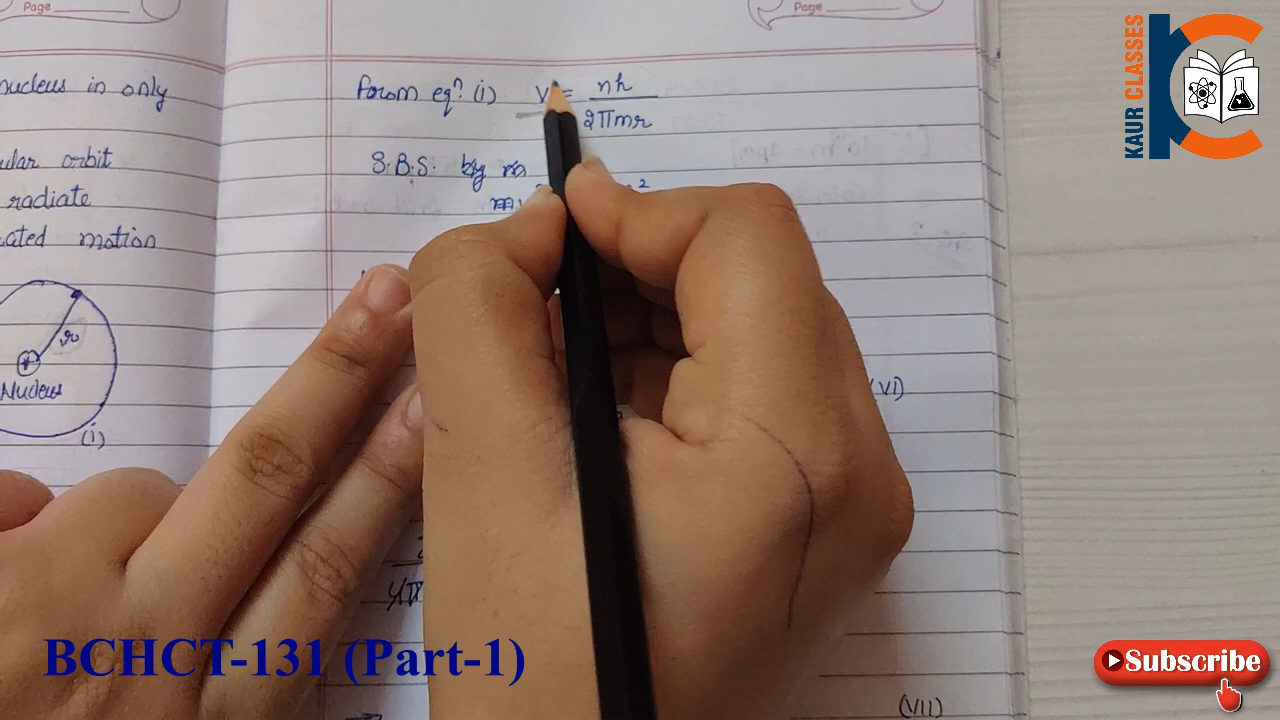 Page
Page
nucleus in only
ular orbit
radiate
ated motion
r
+
Nucleus
(i)
from eqⁿ. (i) v = nh
2πmr
S.B.S. by m
(VI)
(VII)
KAUR CLASSES
BCHCT-131 (Part-1)
Subscribe